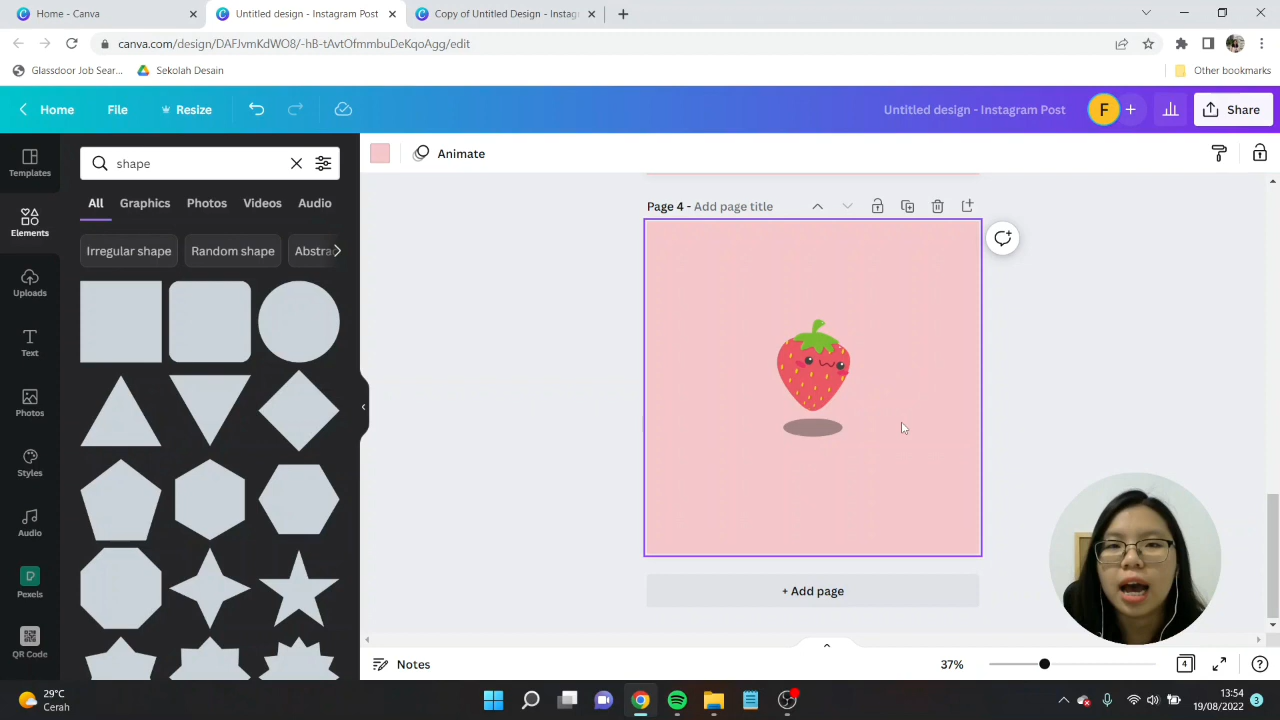 Home - Canva
Untitled design - Instagram Post
Copy of Untitled Design - Instag
canva.com/design/DAFJvmKdWO8/-hB-tAvtOfmmbuDeKqoAgg/edit
Glassdoor Job Sear...
Sekolah Desain
Other bookmarks
Home
File
Resize
Untitled design - Instagram Post
F
+
Share
Templates
shape
Animate
Elements
All
Graphics
Photos
Videos
Audio
Page 4 - Add page title
Irregular shape
Random shape
Abstra
Uploads
Text
Photos
Styles
Audio
Pexels
+ Add page
QR Code
Notes
37%
4
29°C
Cerah
13:54
19/08/2022
3